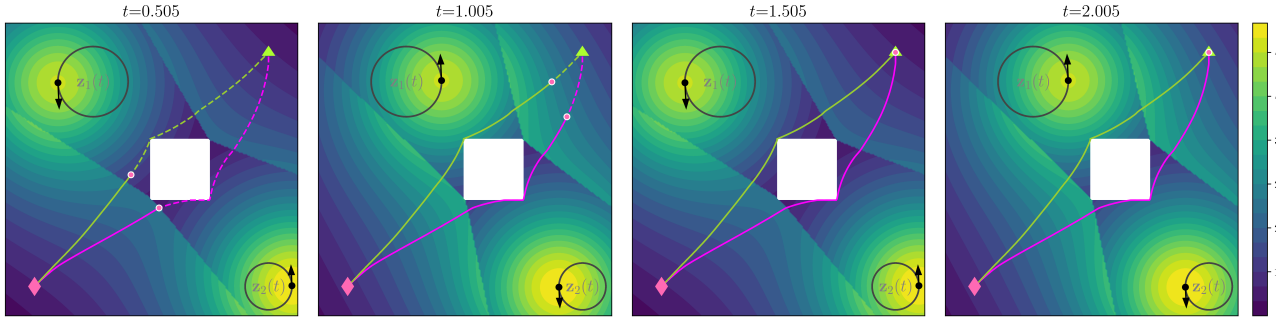 t=0.505
t=1.005
t=1.505
t=2.005
z₁(t)
z₁(t)
z₁(t)
z₁(t)
z₂(t)
z₂(t)
z₂(t)
z₂(t)